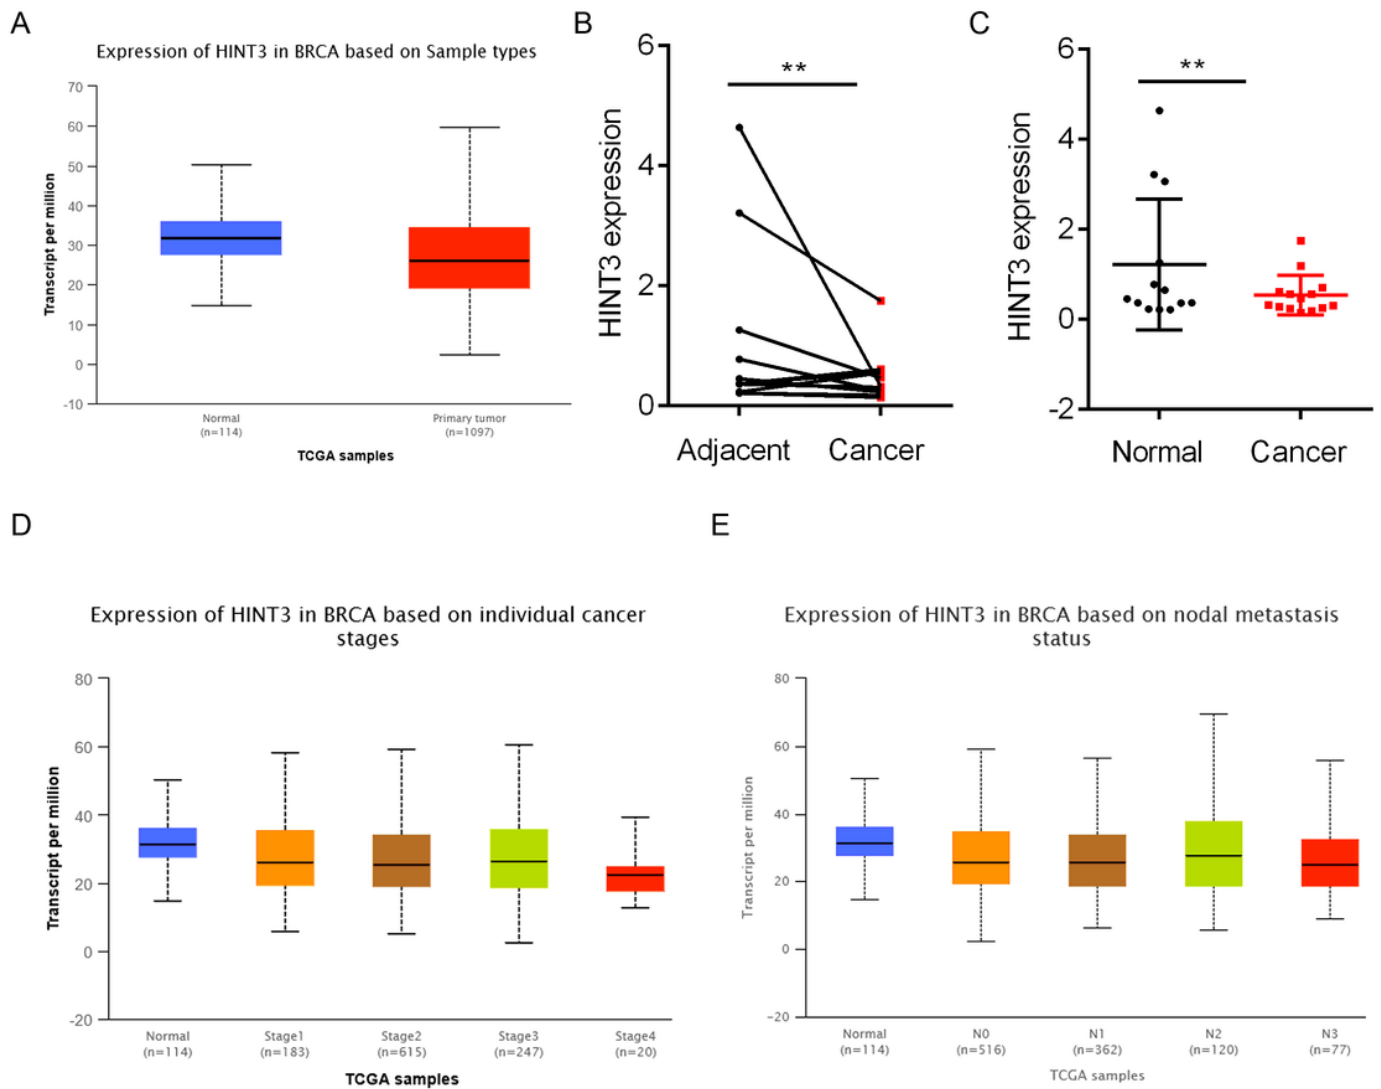 A
Expression of HINT3 in BRCA based on Sample types
Transcript per million
70
60
50
40
30
20
10
0
-10
Normal
(n=114)
Primary tumor
(n=1097)
TCGA samples
B
HINT3 expression
6
4
2
0
**
Adjacent
Cancer
C
HINT3 expression
6
4
2
0
-2
**
Normal
Cancer
D
Expression of HINT3 in BRCA based on individual cancer
stages
Transcript per million
80
60
40
20
0
-20
Normal
(n=114)
Stage1
(n=183)
Stage2
(n=615)
Stage3
(n=247)
Stage4
(n=20)
TCGA samples
E
Expression of HINT3 in BRCA based on nodal metastasis
status
Transcript per million
80
60
40
20
0
-20
Normal
(n=114)
N0
(n=516)
N1
(n=362)
N2
(n=120)
N3
(n=77)
TCGA samples